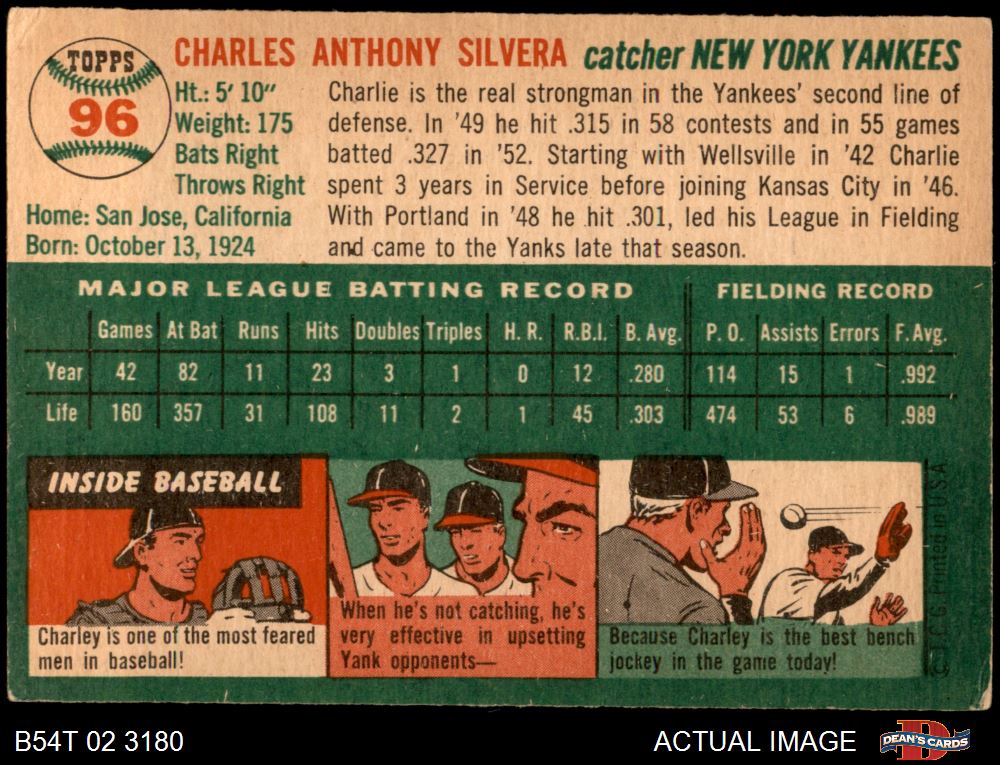 TOPPS
96
CHARLES ANTHONY SILVERA catcher NEW YORK YANKEES
Ht.: 5' 10"
Weight: 175
Bats Right
Throws Right
Home: San Jose, California
Born: October 13, 1924
Charlie is the real strongman in the Yankees' second line of
defense. In '49 he hit .315 in 58 contests and in 55 games
batted .327 in '52. Starting with Wellsville in '42 Charlie
spent 3 years in Service before joining Kansas City in '46.
With Portland in '48 he hit .301, led his League in Fielding
and came to the Yanks late that season.
MAJOR LEAGUE BATTING RECORD FIELDING RECORD
Games At Bat Runs Hits Doubles Triples H. R. R.B.I. B. Avg. P. O. Assists Errors F. Avg.
Year 42 82 11 23 3 1 0 12 .280 114 15 1 .992
Life 160 357 31 108 11 2 1 45 .303 474 53 6 .989
INSIDE BASEBALL
Charley is one of the most feared
men in baseball!
When he's not catching, he's
very effective in upsetting
Yank opponents—
Because Charley is the best bench
jockey in the game today!
© T.C.G. Printed in U.S.A.
B54T 02 3180
ACTUAL IMAGE
DEAN'S CARDS